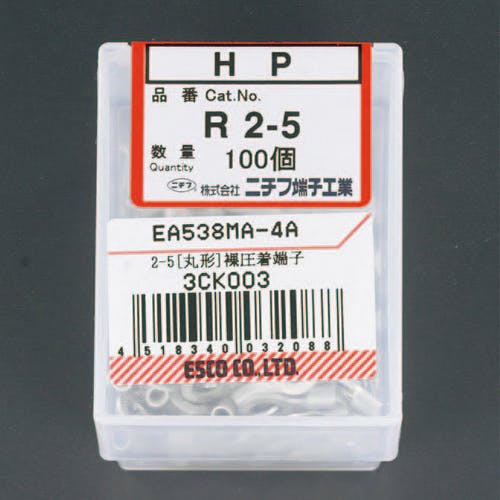 H P
品番 Cat.No.
R 2-5
数量 Quantity 100個
ニチフ 株式会社 ニチフ端子工業
EA538MA-4A
2-5[丸形]裸圧着端子
3CK003
4 518340 032088
ESCO CO.,LTD.